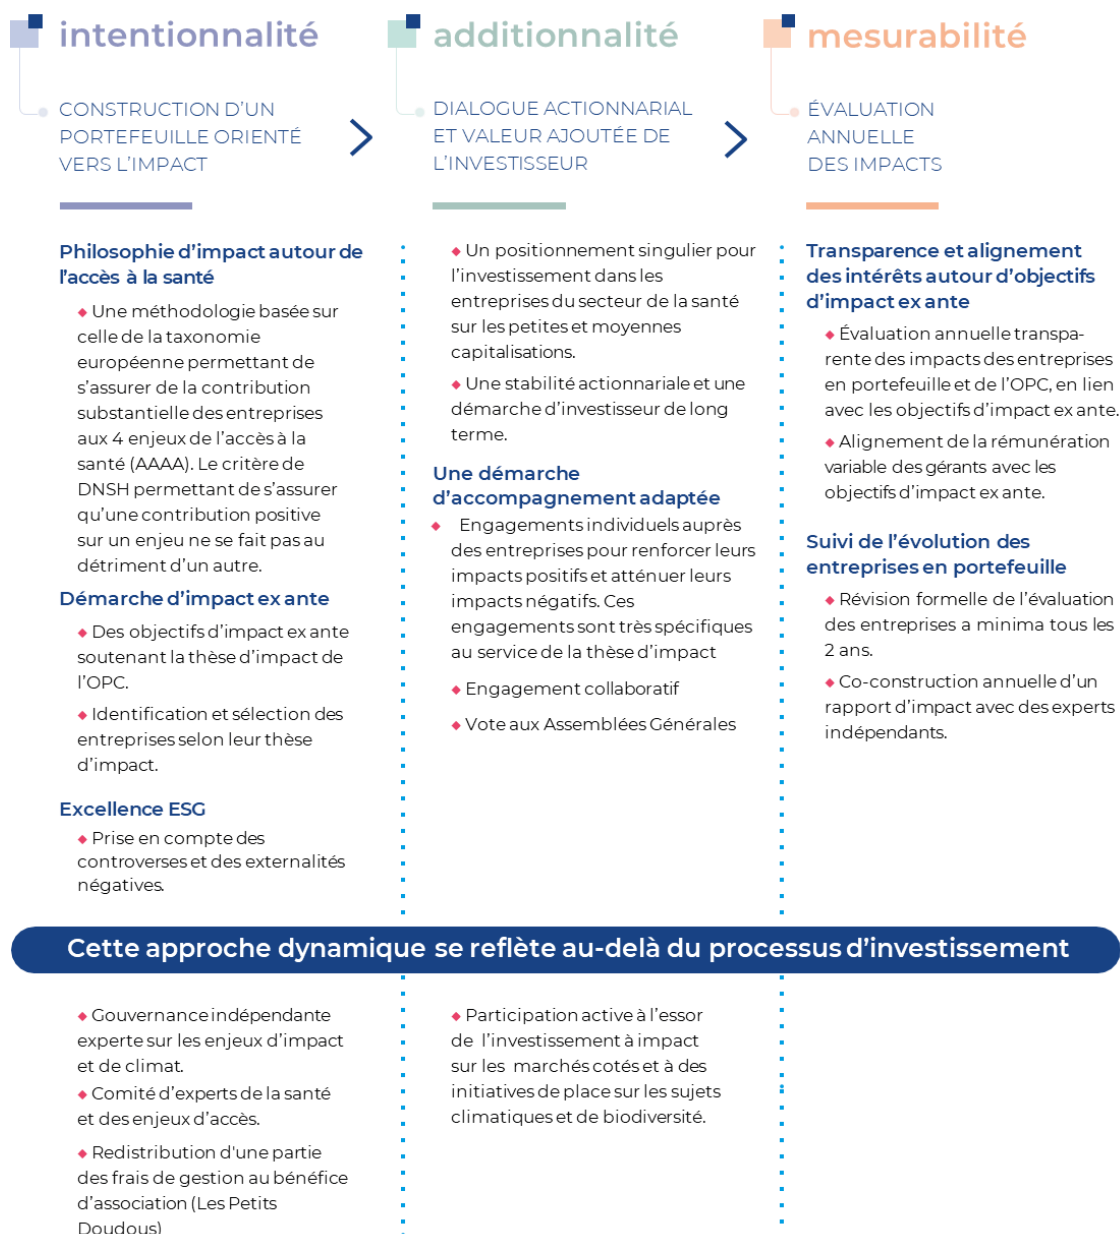 intentionnalité
CONSTRUCTION D’UN
PORTEFEUILLE ORIENTÉ
VERS L’IMPACT
Philosophie d’impact autour de
l’accès à la santé
Une méthodologie basée sur
celle de la taxonomie
européenne permettant de
s’assurer de la contribution
substantielle des entreprises
aux 4 enjeux de l’accès à la
santé (AAAA). Le critère de
DNSH permettant de s’assurer
qu’une contribution positive
sur un enjeu ne se fait pas au
détriment d’un autre.
Démarche d’impact ex ante
Des objectifs d’impact ex ante
soutenant la thèse d’impact de
l’OPC.
Identification et sélection des
entreprises selon leur thèse
d’impact.
Excellence ESG
Prise en compte des
controverses et des externalités
négatives.
additionnalité
DIALOGUE ACTIONNARIAL
ET VALEUR AJOUTÉE DE
L’INVESTISSEUR
Un positionnement singulier pour
l’investissement dans les
entreprises du secteur de la santé
sur les petites et moyennes
capitalisations.
Une stabilité actionnariale et une
démarche d’investisseur de long
terme.
Une démarche
d’accompagnement adaptée
Engagements individuels auprès
des entreprises pour renforcer leurs
impacts positifs et atténuer leurs
impacts négatifs. Ces
engagements sont très spécifiques
au service de la thèse d’impact
Engagement collaboratif
Vote aux Assemblées Générales
mesurabilité
ÉVALUATION
ANNUELLE
DES IMPACTS
Transparence et alignement
des intérêts autour d’objectifs
d’impact ex ante
Évaluation annuelle transpa-
rente des impacts des entreprises
en portefeuille et de l’OPC, en lien
avec les objectifs d’impact ex ante.
Alignement de la rémunération
variable des gérants avec les
objectifs d’impact ex ante.
Suivi de l’évolution des
entreprises en portefeuille
Révision formelle de l’évaluation
des entreprises a minima tous les
2 ans.
Co-construction annuelle d’un
rapport d’impact avec des experts
indépendants.
Cette approche dynamique se reflète au-delà du processus d’investissement
Gouvernance indépendante
experte sur les enjeux d’impact
et de climat.
Comité d’experts de la santé
et des enjeux d’accès.
Redistribution d'une partie
des frais de gestion au bénéfice
d’association (Les Petits
Doudous)
Participation active à l’essor
de l’investissement à impact
sur les marchés cotés et à des
initiatives de place sur les sujets
climatiques et de biodiversité.